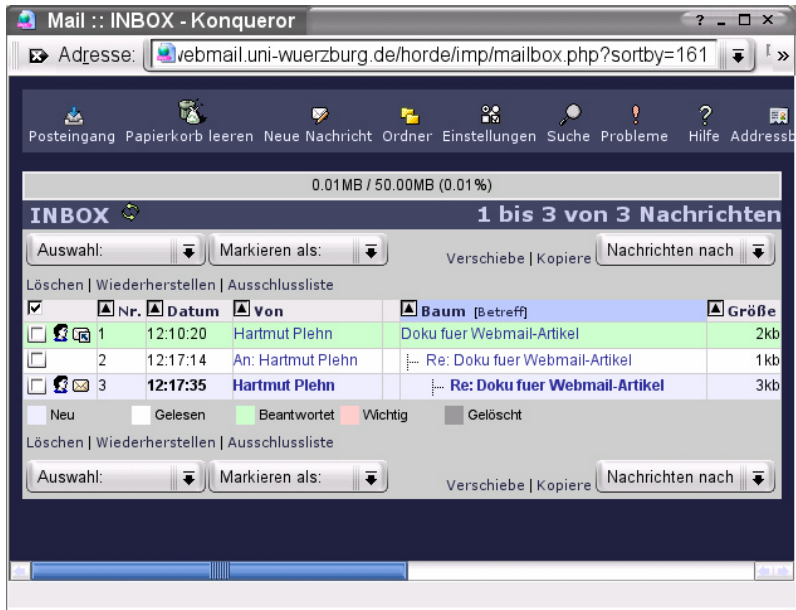 Mail :: INBOX - Konqueror
Adresse: vebmail.uni-wuerzburg.de/horde/imp/mailbox.php?sortby=161 »
Posteingang Papierkorb leeren Neue Nachricht Ordner Einstellungen Suche Probleme Hilfe Addressb
0.01MB / 50.00MB (0.01%)
INBOX 1 bis 3 von 3 Nachrichten
Auswahl: Markieren als: Verschiebe | Kopiere Nachrichten nach
Löschen | Wiederherstellen | Ausschlussliste
Nr. Datum Von Baum [Betreff] Größe
1 12:10:20 Hartmut Plehn Doku fuer Webmail-Artikel 2kb
2 12:17:14 An: Hartmut Plehn Re: Doku fuer Webmail-Artikel 1kb
3 12:17:35 Hartmut Plehn Re: Doku fuer Webmail-Artikel 3kb
Neu Gelesen Beantwortet Wichtig Gelöscht
Löschen | Wiederherstellen | Ausschlussliste
Auswahl: Markieren als: Verschiebe | Kopiere Nachrichten nach